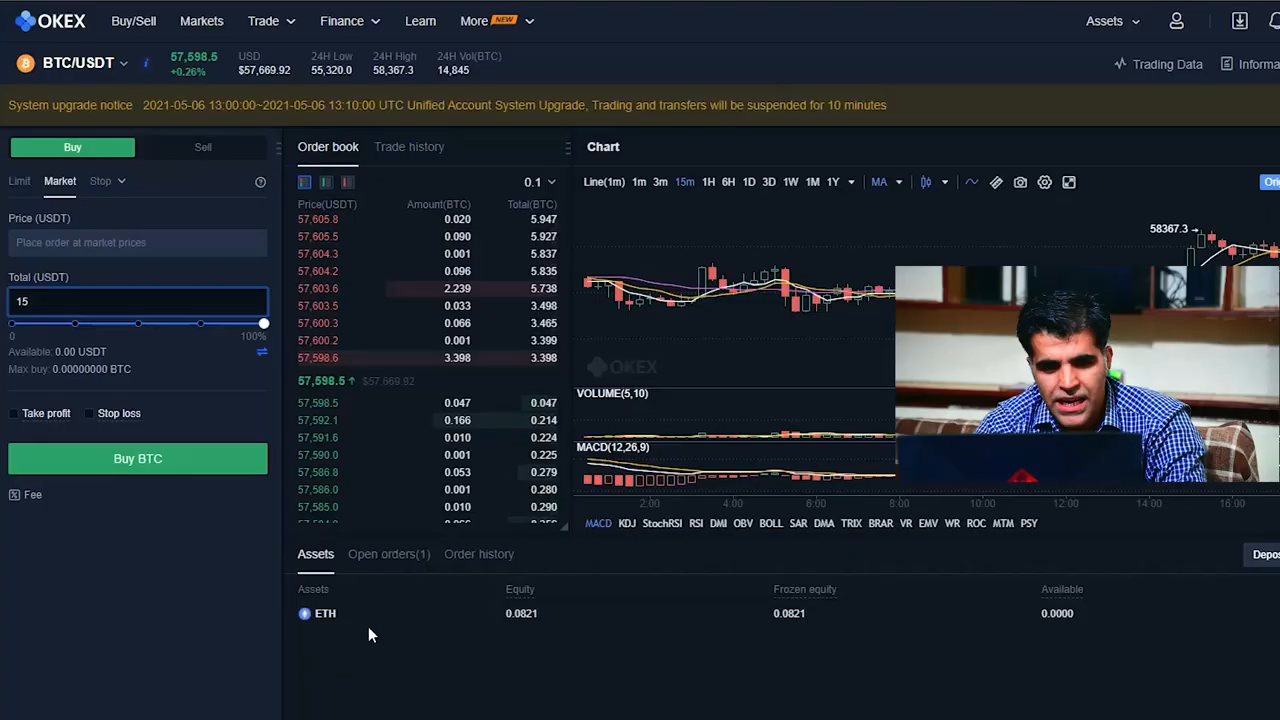 OKEX Buy/Sell Markets Trade Finance Learn More NEW Assets
BTC/USDT i 57,598.5 +0.26% USD $57,669.92 24H Low 55,320.0 24H High 58,367.3 24H Vol(BTC) 14,845 Trading Data Informa
System upgrade notice 2021-05-06 13:00:00~2021-05-06 13:10:00 UTC Unified Account System Upgrade, Trading and transfers will be suspended for 10 minutes
Buy Sell
Limit Market Stop
Price (USDT)
Place order at market prices
Total (USDT)
15
0 100%
Available: 0.00 USDT
Max buy: 0.00000000 BTC
Take profit Stop loss
Buy BTC
Fee
Order book Trade history
0.1
Price(USDT) Amount(BTC) Total(BTC)
57,605.8 0.020 5.947
57,605.5 0.090 5.927
57,604.3 0.001 5.837
57,604.2 0.096 5.835
57,603.6 2.239 5.738
57,603.5 0.033 3.498
57,600.3 0.066 3.465
57,600.2 0.001 3.399
57,598.6 3.398 3.398
57,598.5 $57,669.92
57,598.5 0.047 0.047
57,592.1 0.166 0.214
57,591.6 0.010 0.224
57,590.0 0.001 0.225
57,586.8 0.053 0.279
57,586.0 0.001 0.280
57,585.0 0.010 0.290
Chart
Line(1m) 1m 3m 15m 1H 6H 1D 3D 1W 1M 1Y MA Ori
58367.3
OKEX
VOLUME(5,10)
MACD(12,26,9)
2:00 4:00 6:00 8:00 10:00 12:00 14:00 16:00
MACD KDJ StochRSI RSI DMI OBV BOLL SAR DMA TRIX BRAR VR EMV WR ROC MTM PSY
Assets Open orders(1) Order history Depos
Assets Equity Frozen equity Available
ETH 0.0821 0.0821 0.0000